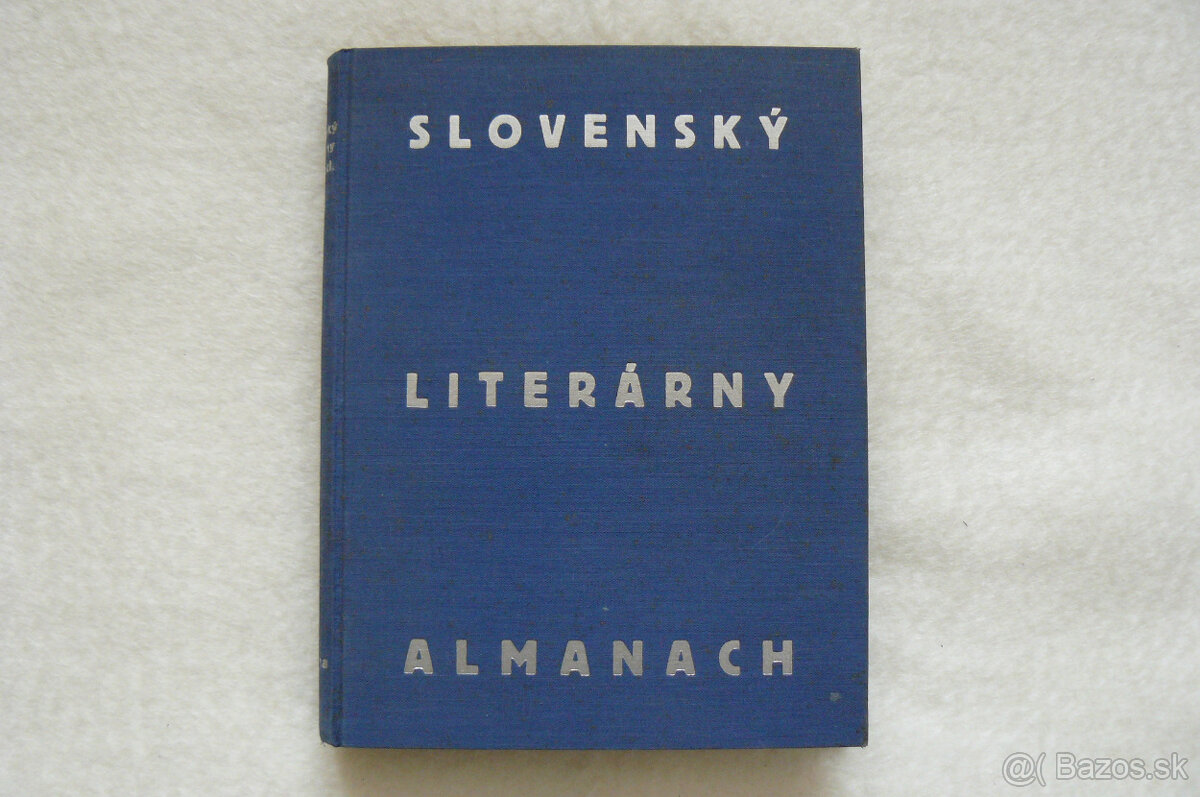 SLOVENSKÝ
LITERÁRNY
ALMANACH
@( Bazos.sk